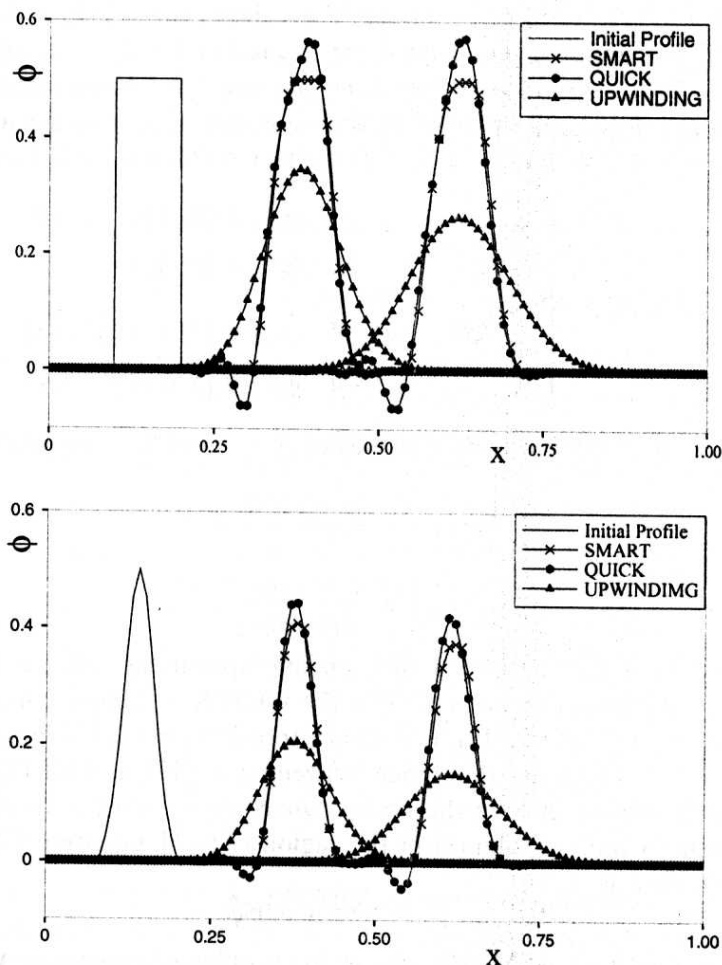 0.6
ϕ
0.4
0.2
0
0
0.25
0.50
0.75
1.00
X
Initial Profile
SMART
QUICK
UPWINDING
0.6
ϕ
0.4
0.2
0
0
0.25
0.50
0.75
1.00
X
Initial Profile
SMART
QUICK
UPWINDIMG